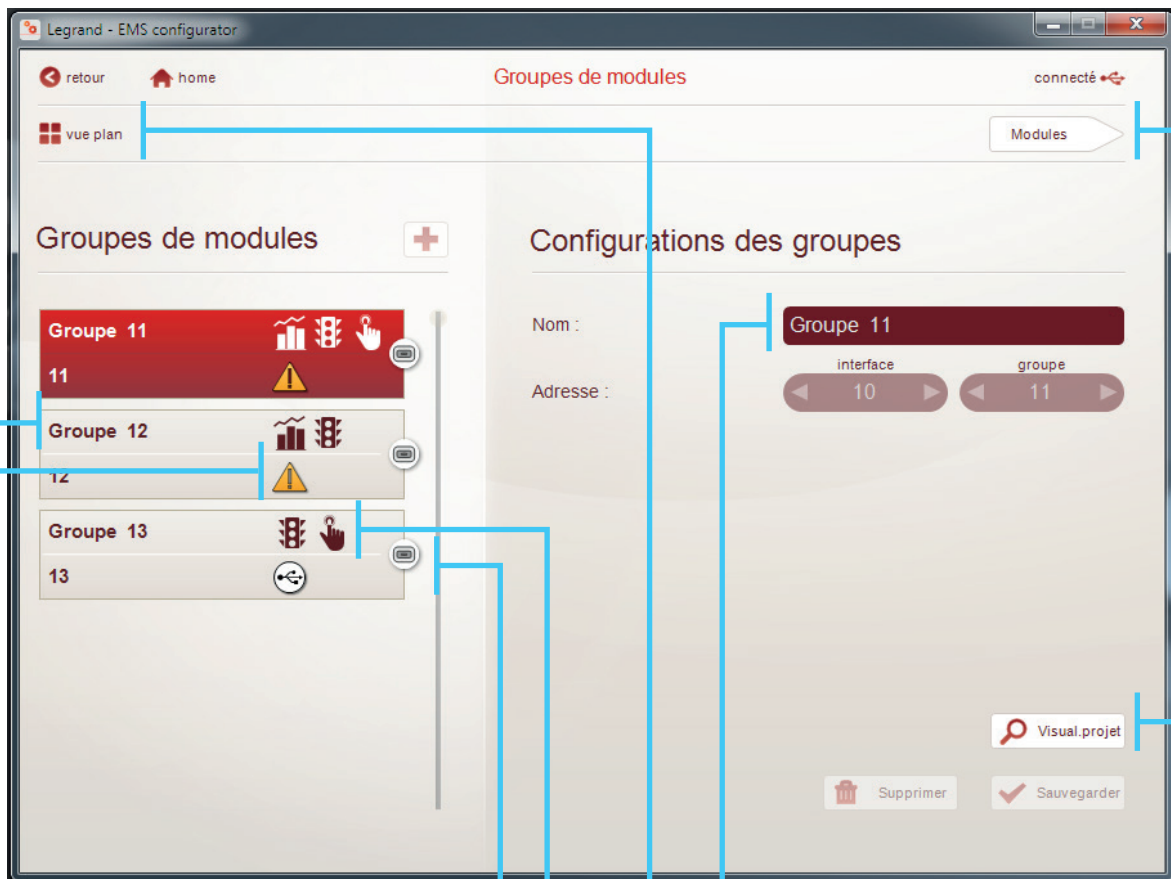 Legrand - EMS configurator
retour home Groupes de modules connecté
vue plan Modules
Groupes de modules
Configurations des groupes
Groupe 11
11
Groupe 12
12
Groupe 13
13
Nom : Groupe 11
interface groupe
Adresse : 10 11
Visual.projet
Supprimer Sauvegarder